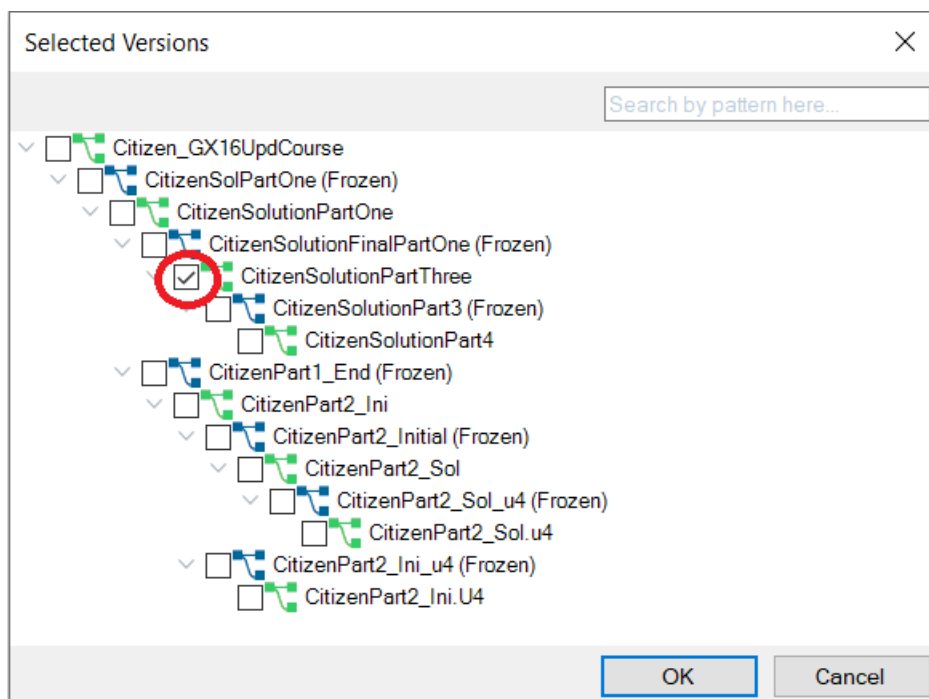 Selected Versions
Search by pattern here...
Citizen_GX16UpdCourse
CitizenSolPartOne (Frozen)
CitizenSolutionPartOne
CitizenSolutionFinalPartOne (Frozen)
CitizenSolutionPartThree
CitizenSolutionPart3 (Frozen)
CitizenSolutionPart4
CitizenPart1_End (Frozen)
CitizenPart2_Ini
CitizenPart2_Initial (Frozen)
CitizenPart2_Sol
CitizenPart2_Sol_u4 (Frozen)
CitizenPart2_Sol.u4
CitizenPart2_Ini_u4 (Frozen)
CitizenPart2_Ini.U4
OK Cancel